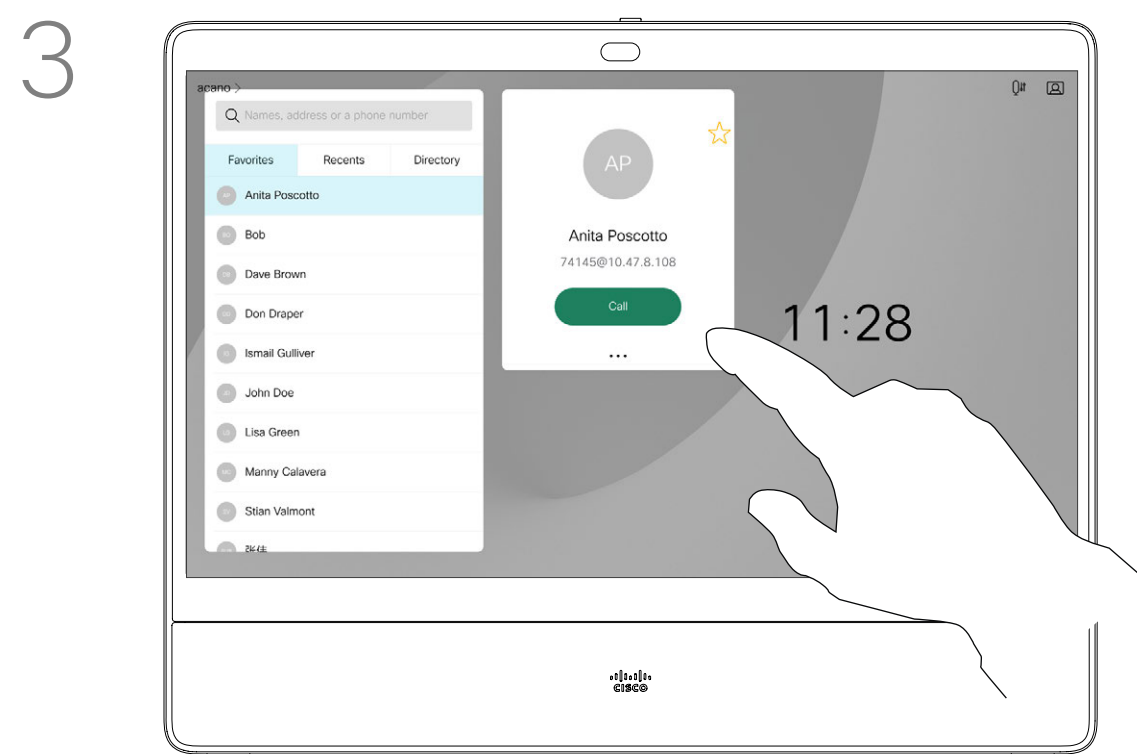 3
acano >
Names, address or a phone number
Favorites Recents Directory
AP Anita Poscotto
Bob
Dave Brown
Don Draper
Ismail Gulliver
John Doe
Lisa Green
Manny Calavera
Stian Valmont
张佳
AP
Anita Poscotto
74145@10.47.8.108
Call
...
11:28
CISCO